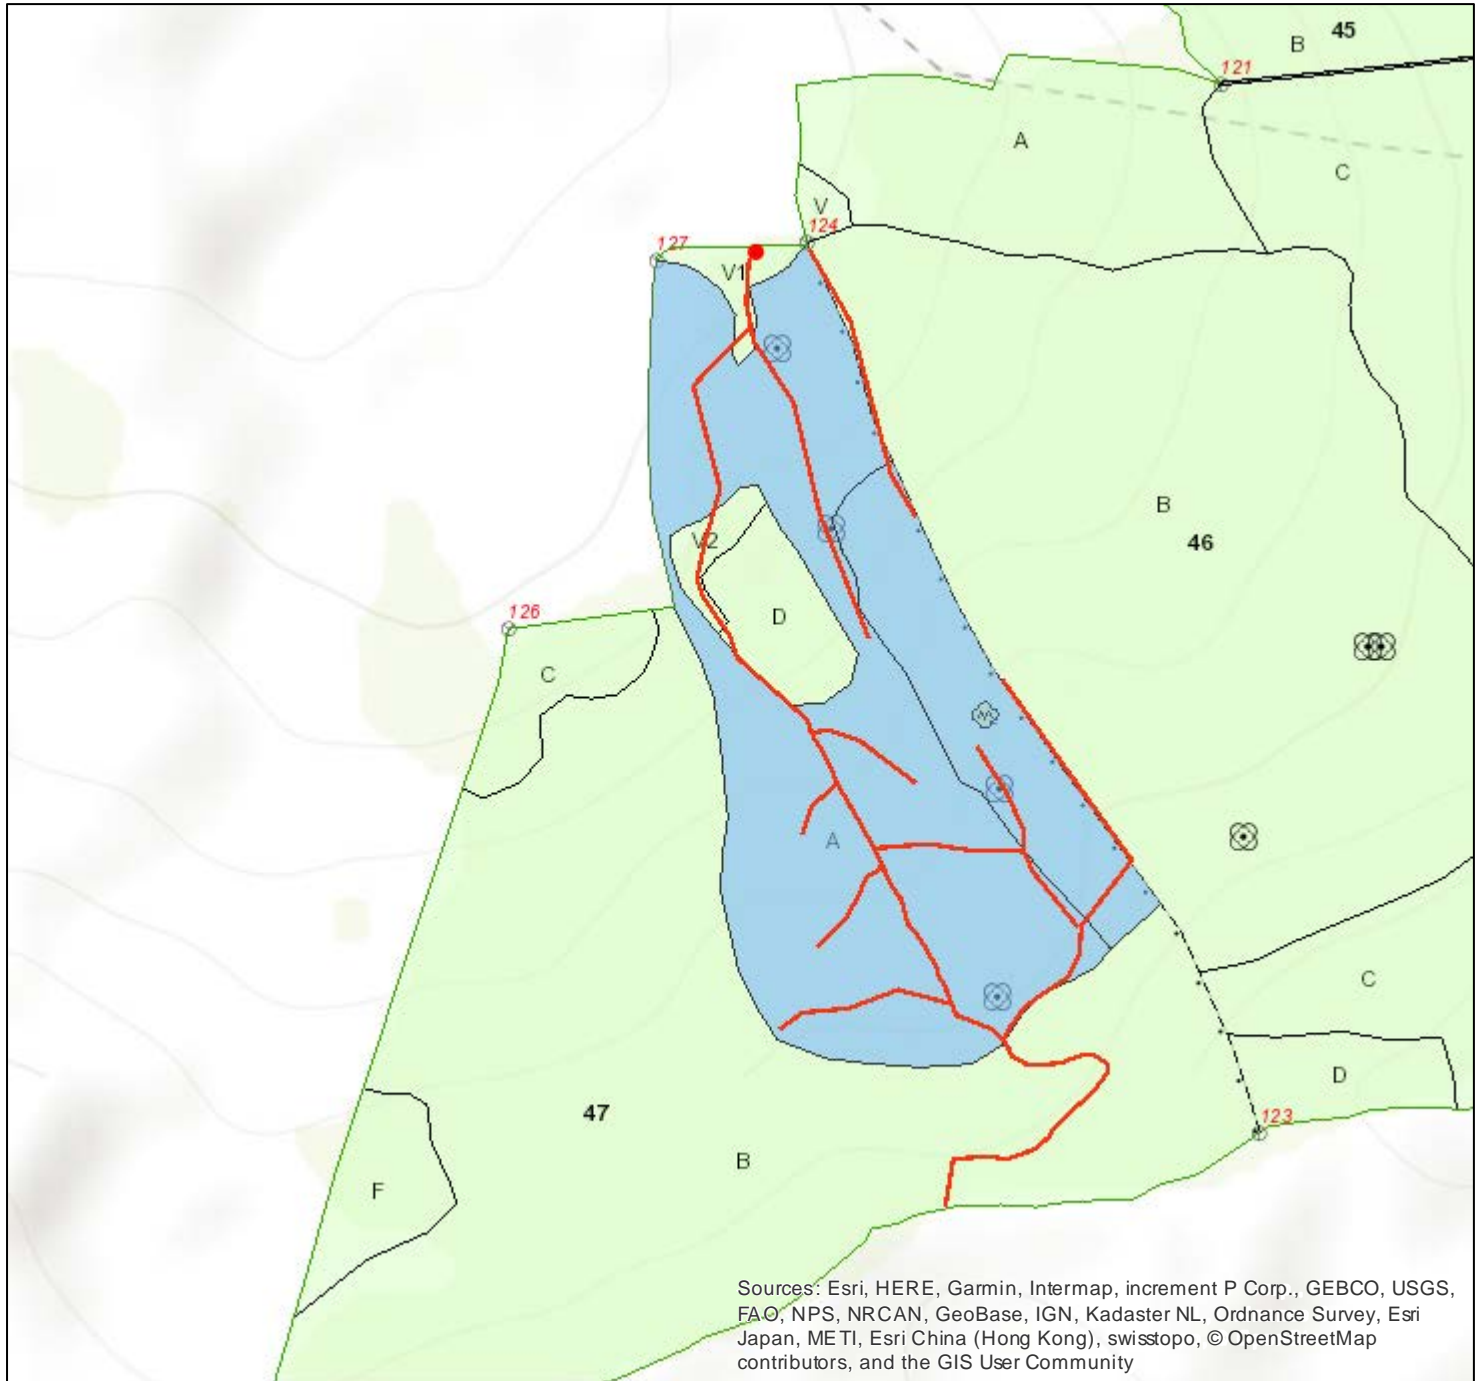 45
B
121
A
C
V
124
127
V1
B
46
V2
126
D
C
A
C
D
47
123
B
F
Sources: Esri, HERE, Garmin, Intermap, increment P Corp., GEBCO, USGS,
FAO, NPS, NRCAN, GeoBase, IGN, Kadaster NL, Ordnance Survey, Esri
Japan, METI, Esri China (Hong Kong), swisstopo, © OpenStreetMap
contributors, and the GIS User Community